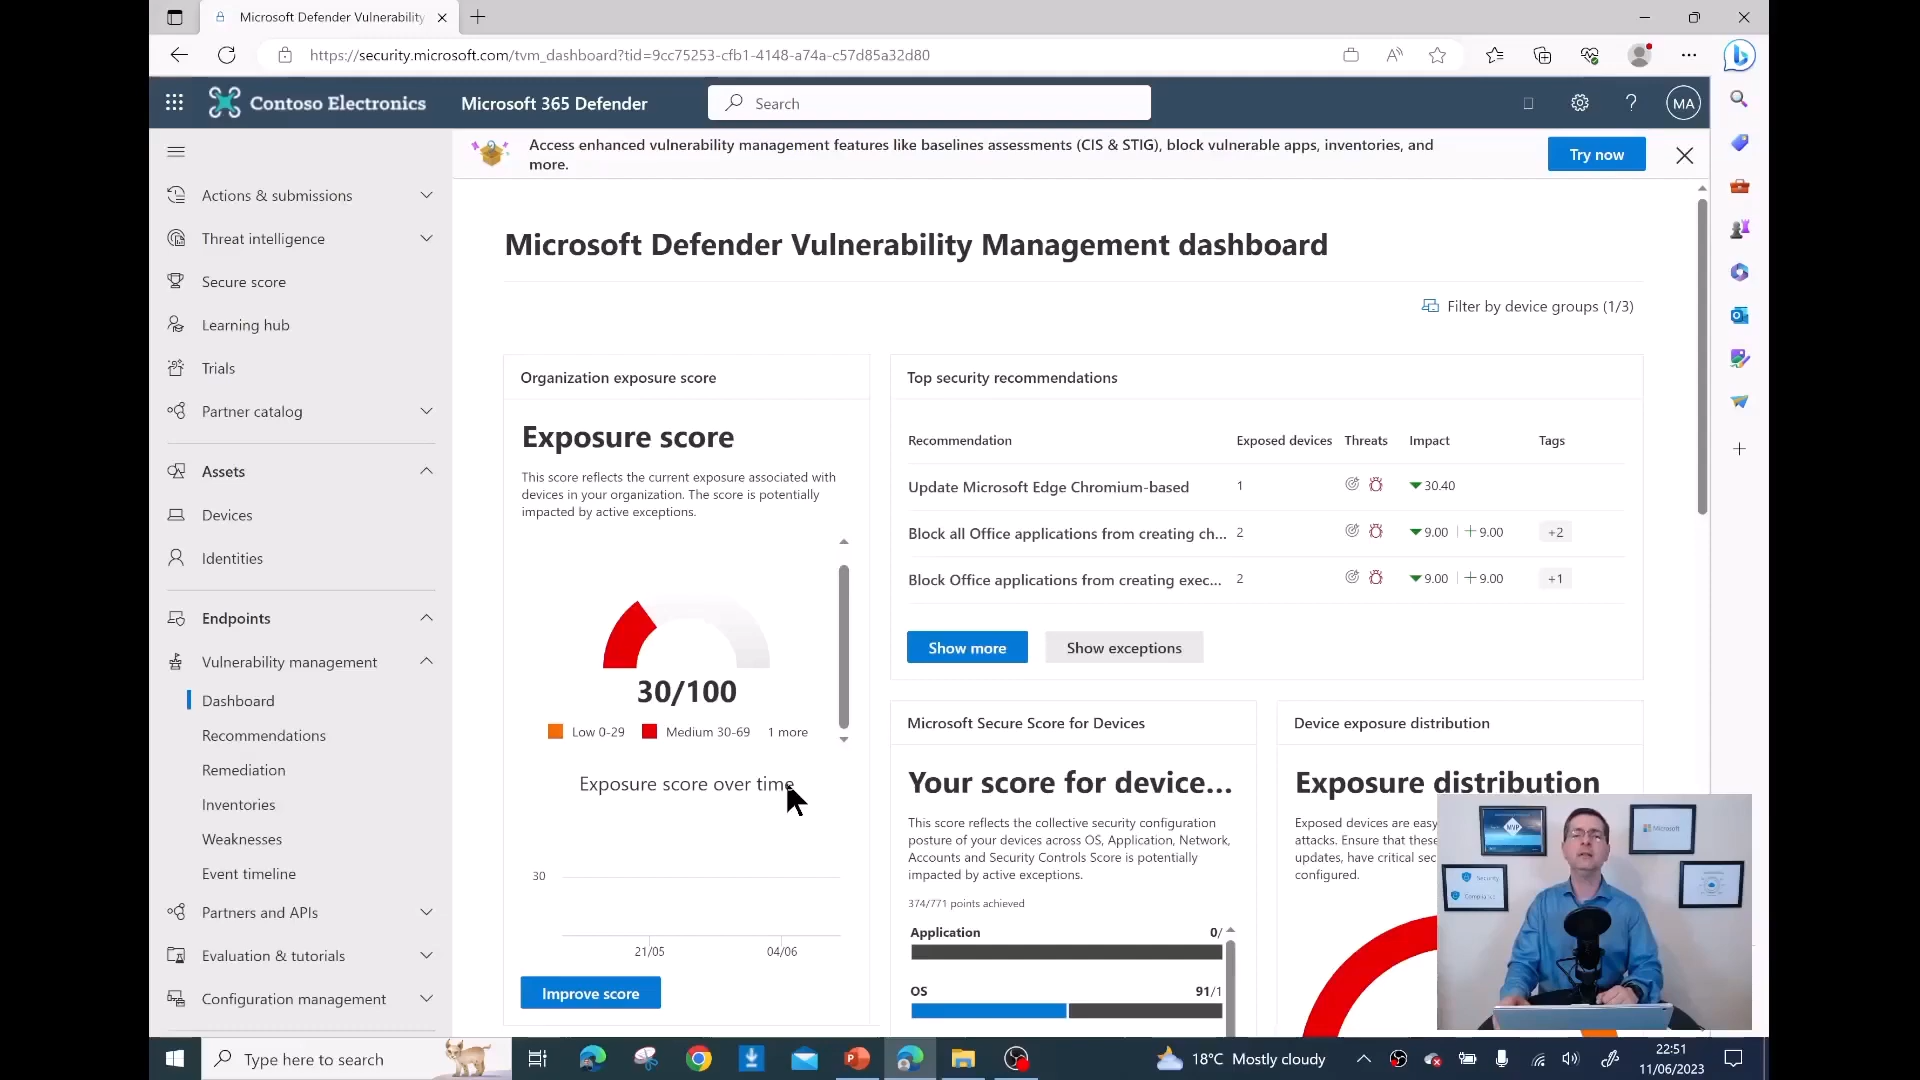 Microsoft Defender Vulnerability
https://security.microsoft.com/tvm_dashboard?tid=9cc75253-cfb1-4148-a74a-c57d85a32d80
Contoso Electronics
Microsoft 365 Defender
Search
MA
Access enhanced vulnerability management features like baselines assessments (CIS & STIG), block vulnerable apps, inventories, and
more.
Try now
Actions & submissions
Threat intelligence
Secure score
Learning hub
Trials
Partner catalog
Assets
Devices
Identities
Endpoints
Vulnerability management
Dashboard
Recommendations
Remediation
Inventories
Weaknesses
Event timeline
Partners and APIs
Evaluation & tutorials
Configuration management
Microsoft Defender Vulnerability Management dashboard
Filter by device groups (1/3)
Organization exposure score
Exposure score
This score reflects the current exposure associated with
devices in your organization. The score is potentially
impacted by active exceptions.
30/100
Low 0-29 Medium 30-69 1 more
Exposure score over time
30
21/05 04/06
Improve score
Top security recommendations
Recommendation Exposed devices Threats Impact Tags
Update Microsoft Edge Chromium-based 1 30.40
Block all Office applications from creating ch... 2 9.00 9.00 +2
Block Office applications from creating exec... 2 9.00 9.00 +1
Show more Show exceptions
Microsoft Secure Score for Devices
Your score for device...
This score reflects the collective security configuration
posture of your devices across OS, Application, Network,
Accounts and Security Controls Score is potentially
impacted by active exceptions.
374/771 points achieved
Application 0/
OS 91/1
Device exposure distribution
Exposure distribution
Exposed devices are easy
attacks. Ensure that these
updates, have critical sec
configured.
MVP
Microsoft
Security
Type here to search
18°C Mostly cloudy
22:51
11/06/2023